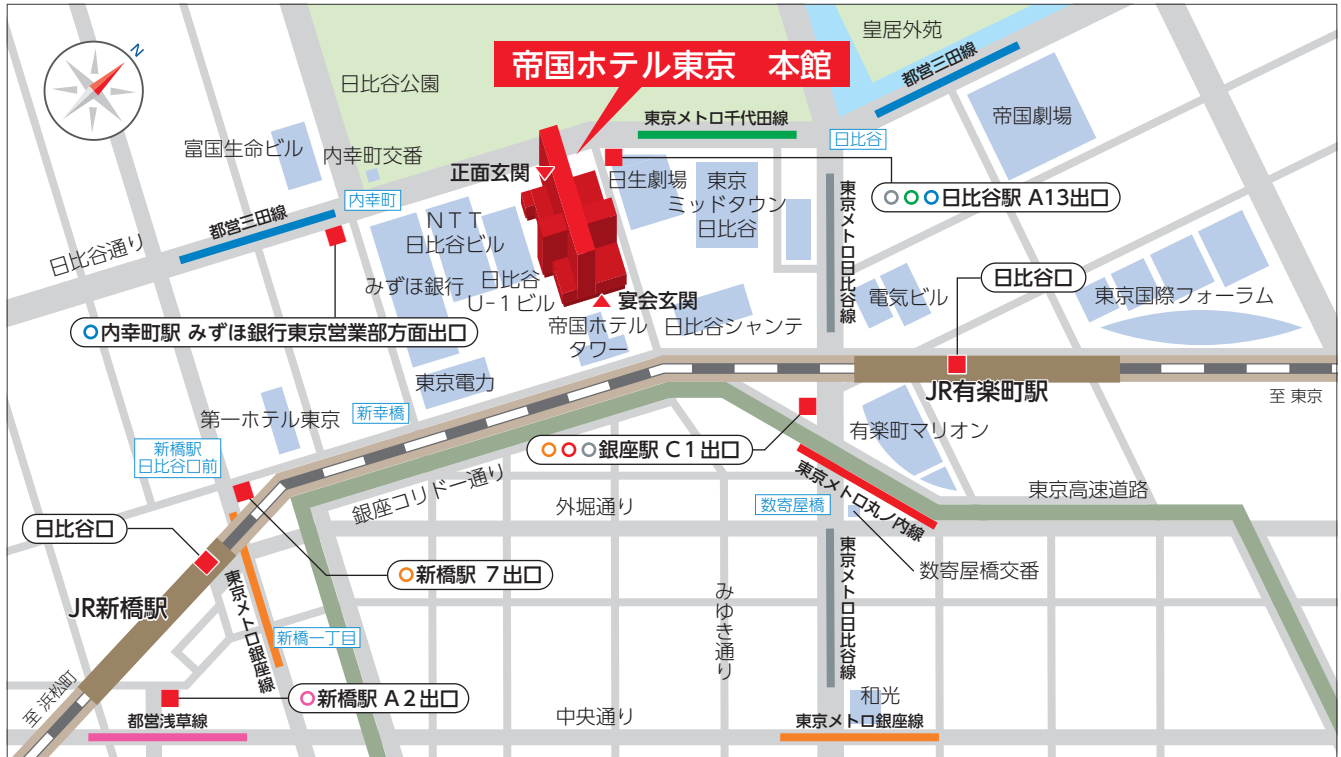 N
皇居外苑
帝国ホテル東京　本館
都営三田線
日比谷公園
帝国劇場
東京メトロ千代田線
日比谷
富国生命ビル
内幸町交番
正面玄関
日生劇場
東京
ミッドタウン
日比谷
日比谷駅 A13出口
内幸町
都営三田線
日比谷通り
NTT
日比谷ビル
東京メトロ日比谷線
みずほ銀行
日比谷
U-1ビル
宴会玄関
電気ビル
日比谷口
東京国際フォーラム
内幸町駅 みずほ銀行東京営業部方面出口
帝国ホテル
タワー
日比谷シャンテ
東京電力
JR有楽町駅
至 東京
第一ホテル東京
新幸橋
新橋駅
日比谷口前
銀座駅 C1出口
有楽町マリオン
東京メトロ丸ノ内線
東京高速道路
銀座コリドー通り
外堀通り
数寄屋橋
日比谷口
新橋駅 7出口
数寄屋橋交番
JR新橋駅
東京メトロ銀座線
新橋一丁目
みゆき通り
東京メトロ日比谷線
至 浜松町
新橋駅 A2出口
都営浅草線
中央通り
和光
東京メトロ銀座線